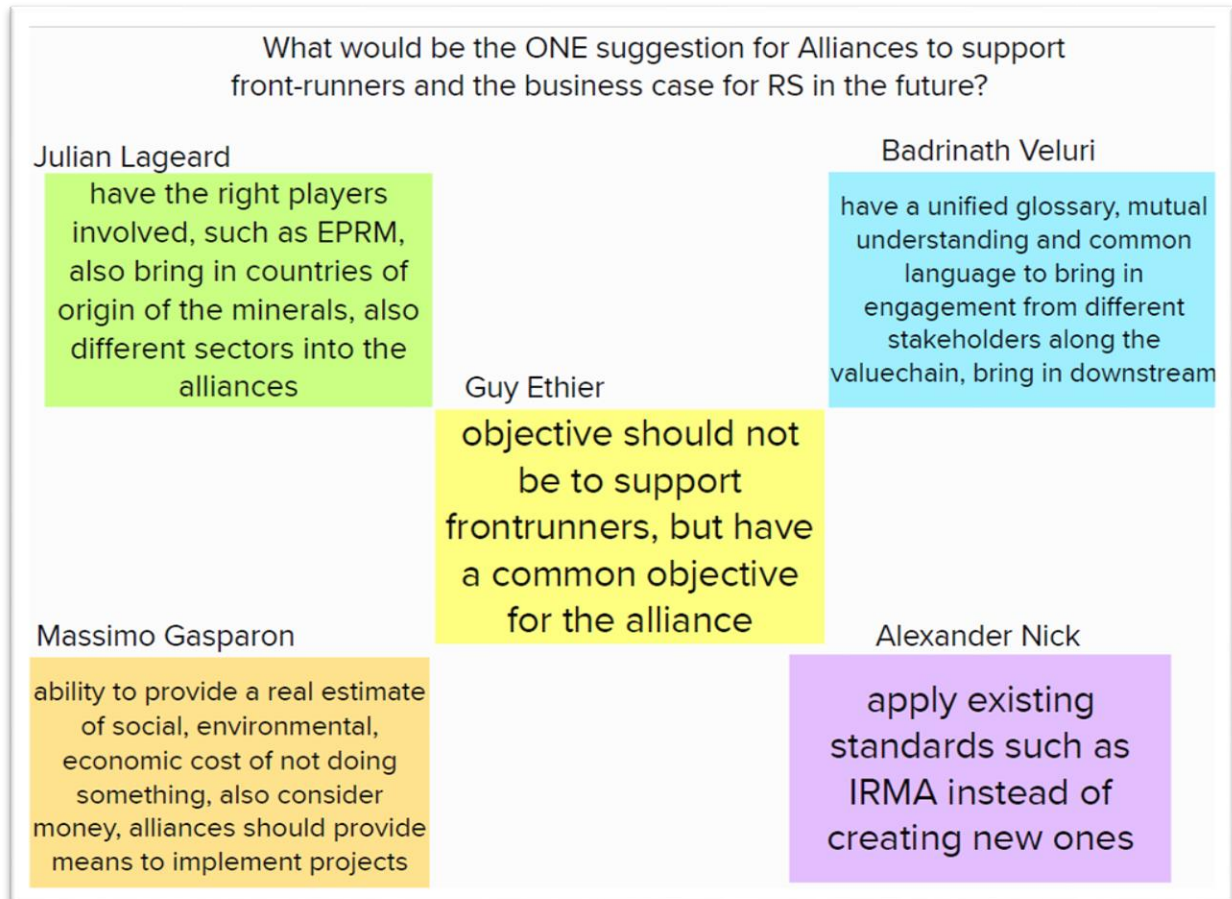 What would be the ONE suggestion for Alliances to support
front-runners and the business case for RS in the future?
Julian Lageard
have the right players
involved, such as EPRM,
also bring in countries of
origin of the minerals, also
different sectors into the
alliances
Badrinath Veluri
have a unified glossary, mutual
understanding and common
language to bring in
engagement from different
stakeholders along the
valuechain, bring in downstream
Guy Ethier
objective should not
be to support
frontrunners, but have
a common objective
for the alliance
Massimo Gasparon
ability to provide a real estimate
of social, environmental,
economic cost of not doing
something, also consider
money, alliances should provide
means to implement projects
Alexander Nick
apply existing
standards such as
IRMA instead of
creating new ones